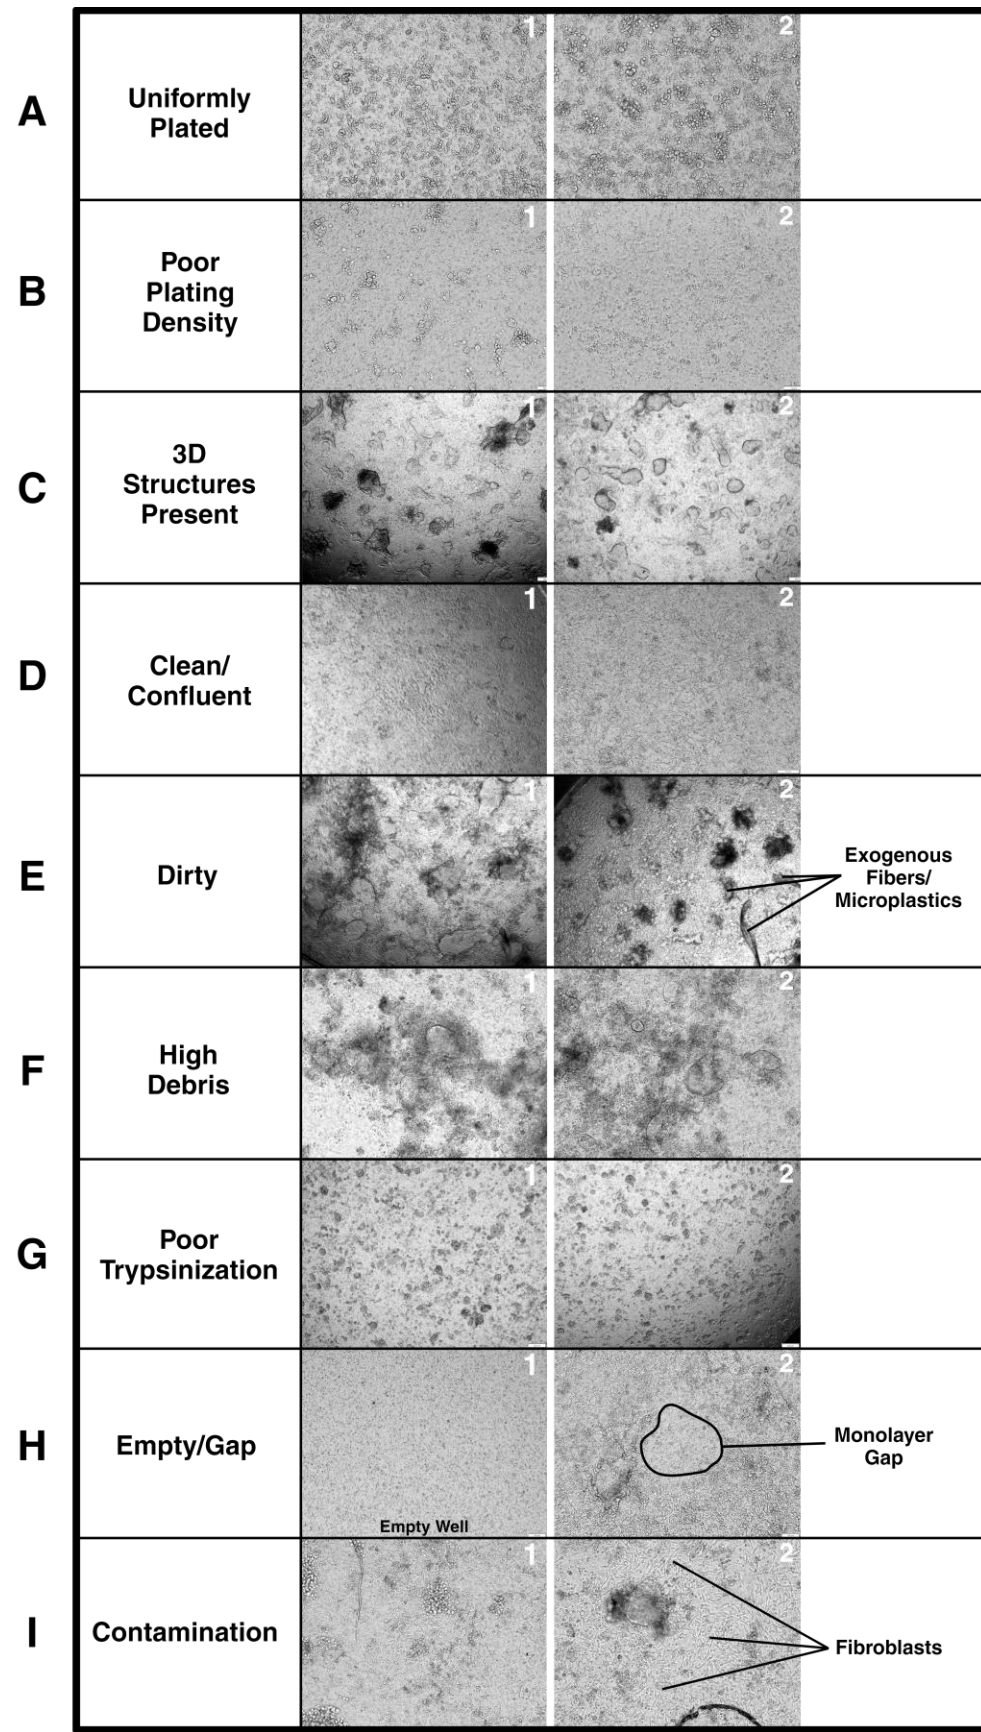 A
Uniformly
Plated
1
2
B
Poor
Plating
Density
1
2
C
3D
Structures
Present
1
2
D
Clean/
Confluent
1
2
E
Dirty
1
2
Exogenous
Fibers/
Microplastics
F
High
Debris
1
2
G
Poor
Trypsinization
1
2
H
Empty/Gap
1
Empty Well
2
Monolayer
Gap
I
Contamination
1
2
Fibroblasts